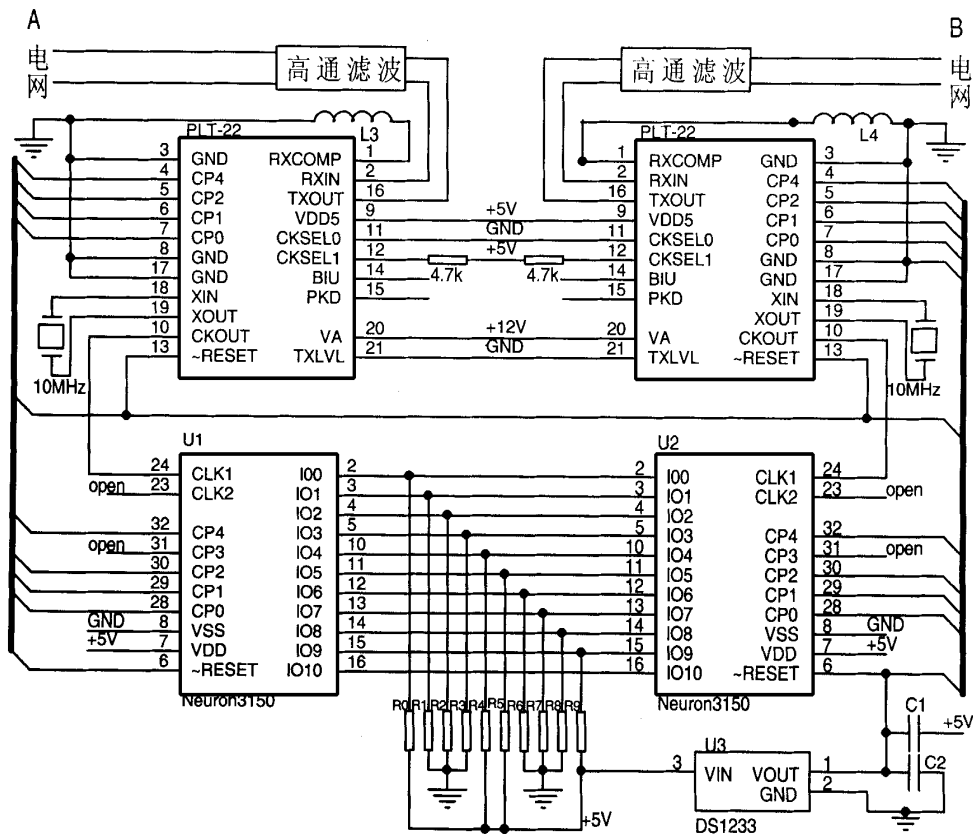 A
B
电网
高通滤波
高通滤波
电网
PLT-22
L3
PLT-22
L4
3 GND RXCOMP 1
4 CP4 RXIN 2
5 CP2 TXOUT 16
6 CP1 VDD5 9
7 CP0 CKSEL0 11
8 GND CKSEL1 12
17 GND BIU 14
18 XIN PKD 15
19 XOUT
10 CKOUT VA 20
13 ~RESET TXLVL 21
10MHz
+5V
GND
+5V
4.7k
4.7k
+12V
GND
1 RXCOMP GND 3
2 RXIN CP4 4
16 TXOUT CP2 5
9 VDD5 CP1 6
11 CKSEL0 CP0 7
12 CKSEL1 GND 8
14 BIU GND 17
15 PKD XIN 18
XOUT 19
20 VA CKOUT 10
21 TXLVL ~RESET 13
10MHz
U1
24 CLK1 I00 2
open 23 CLK2 IO1 3
IO2 4
32 CP4 IO3 5
open 31 CP3 IO4 10
30 CP2 IO5 11
29 CP1 IO6 12
28 CP0 IO7 13
GND 8 VSS IO8 14
+5V 7 VDD IO9 15
6 ~RESET IO10 16
Neuron3150
U2
2 I00 CLK1 24
3 IO1 CLK2 23 open
4 IO2
5 IO3 CP4 32
10 IO4 CP3 31 open
11 IO5 CP2 30
12 IO6 CP1 29
13 IO7 CP0 28
14 IO8 VSS 8 GND
15 IO9 VDD 7 +5V
16 IO10 ~RESET 6
Neuron3150
R0 R1 R2 R3 R4 R5 R6 R7 R8 R9
+5V
C1
+5V
C2
U3
3 VIN VOUT 1
GND 2
DS1233